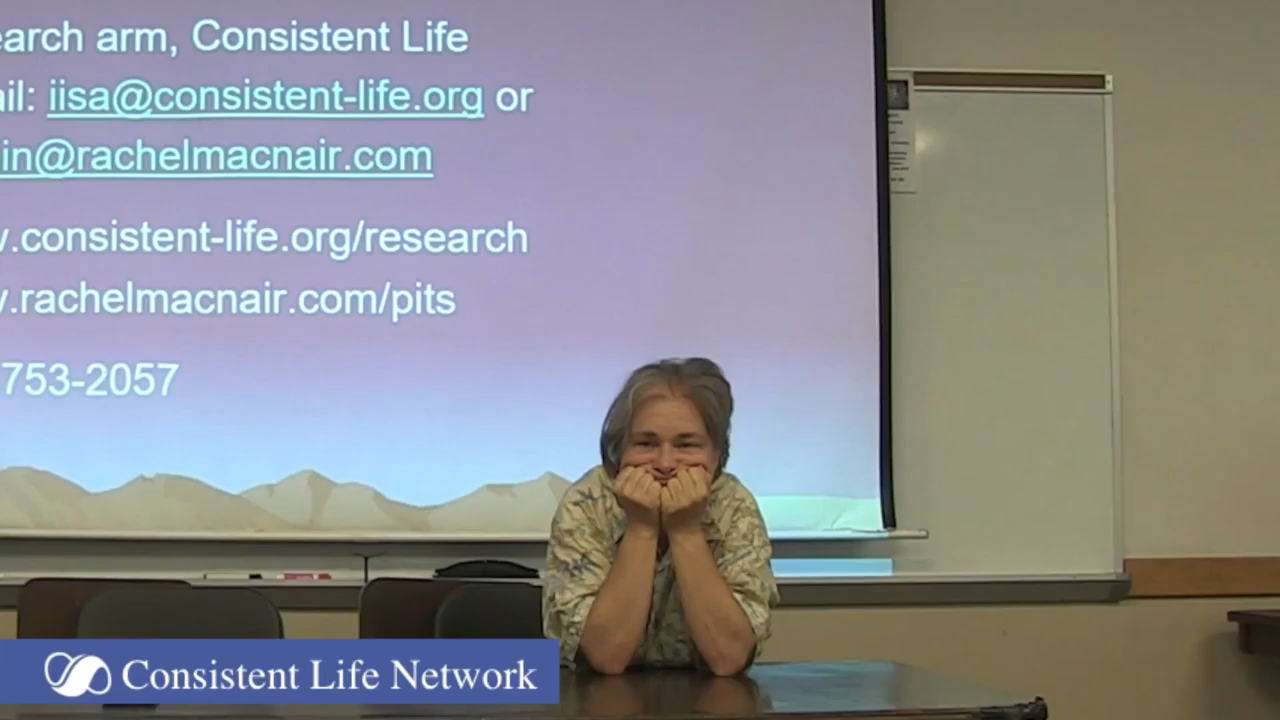 earch arm, Consistent Life
ail: iisa@consistent-life.org or
in@rachelmacnair.com
w.consistent-life.org/research
w.rachelmacnair.com/pits
753-2057
Consistent Life Network